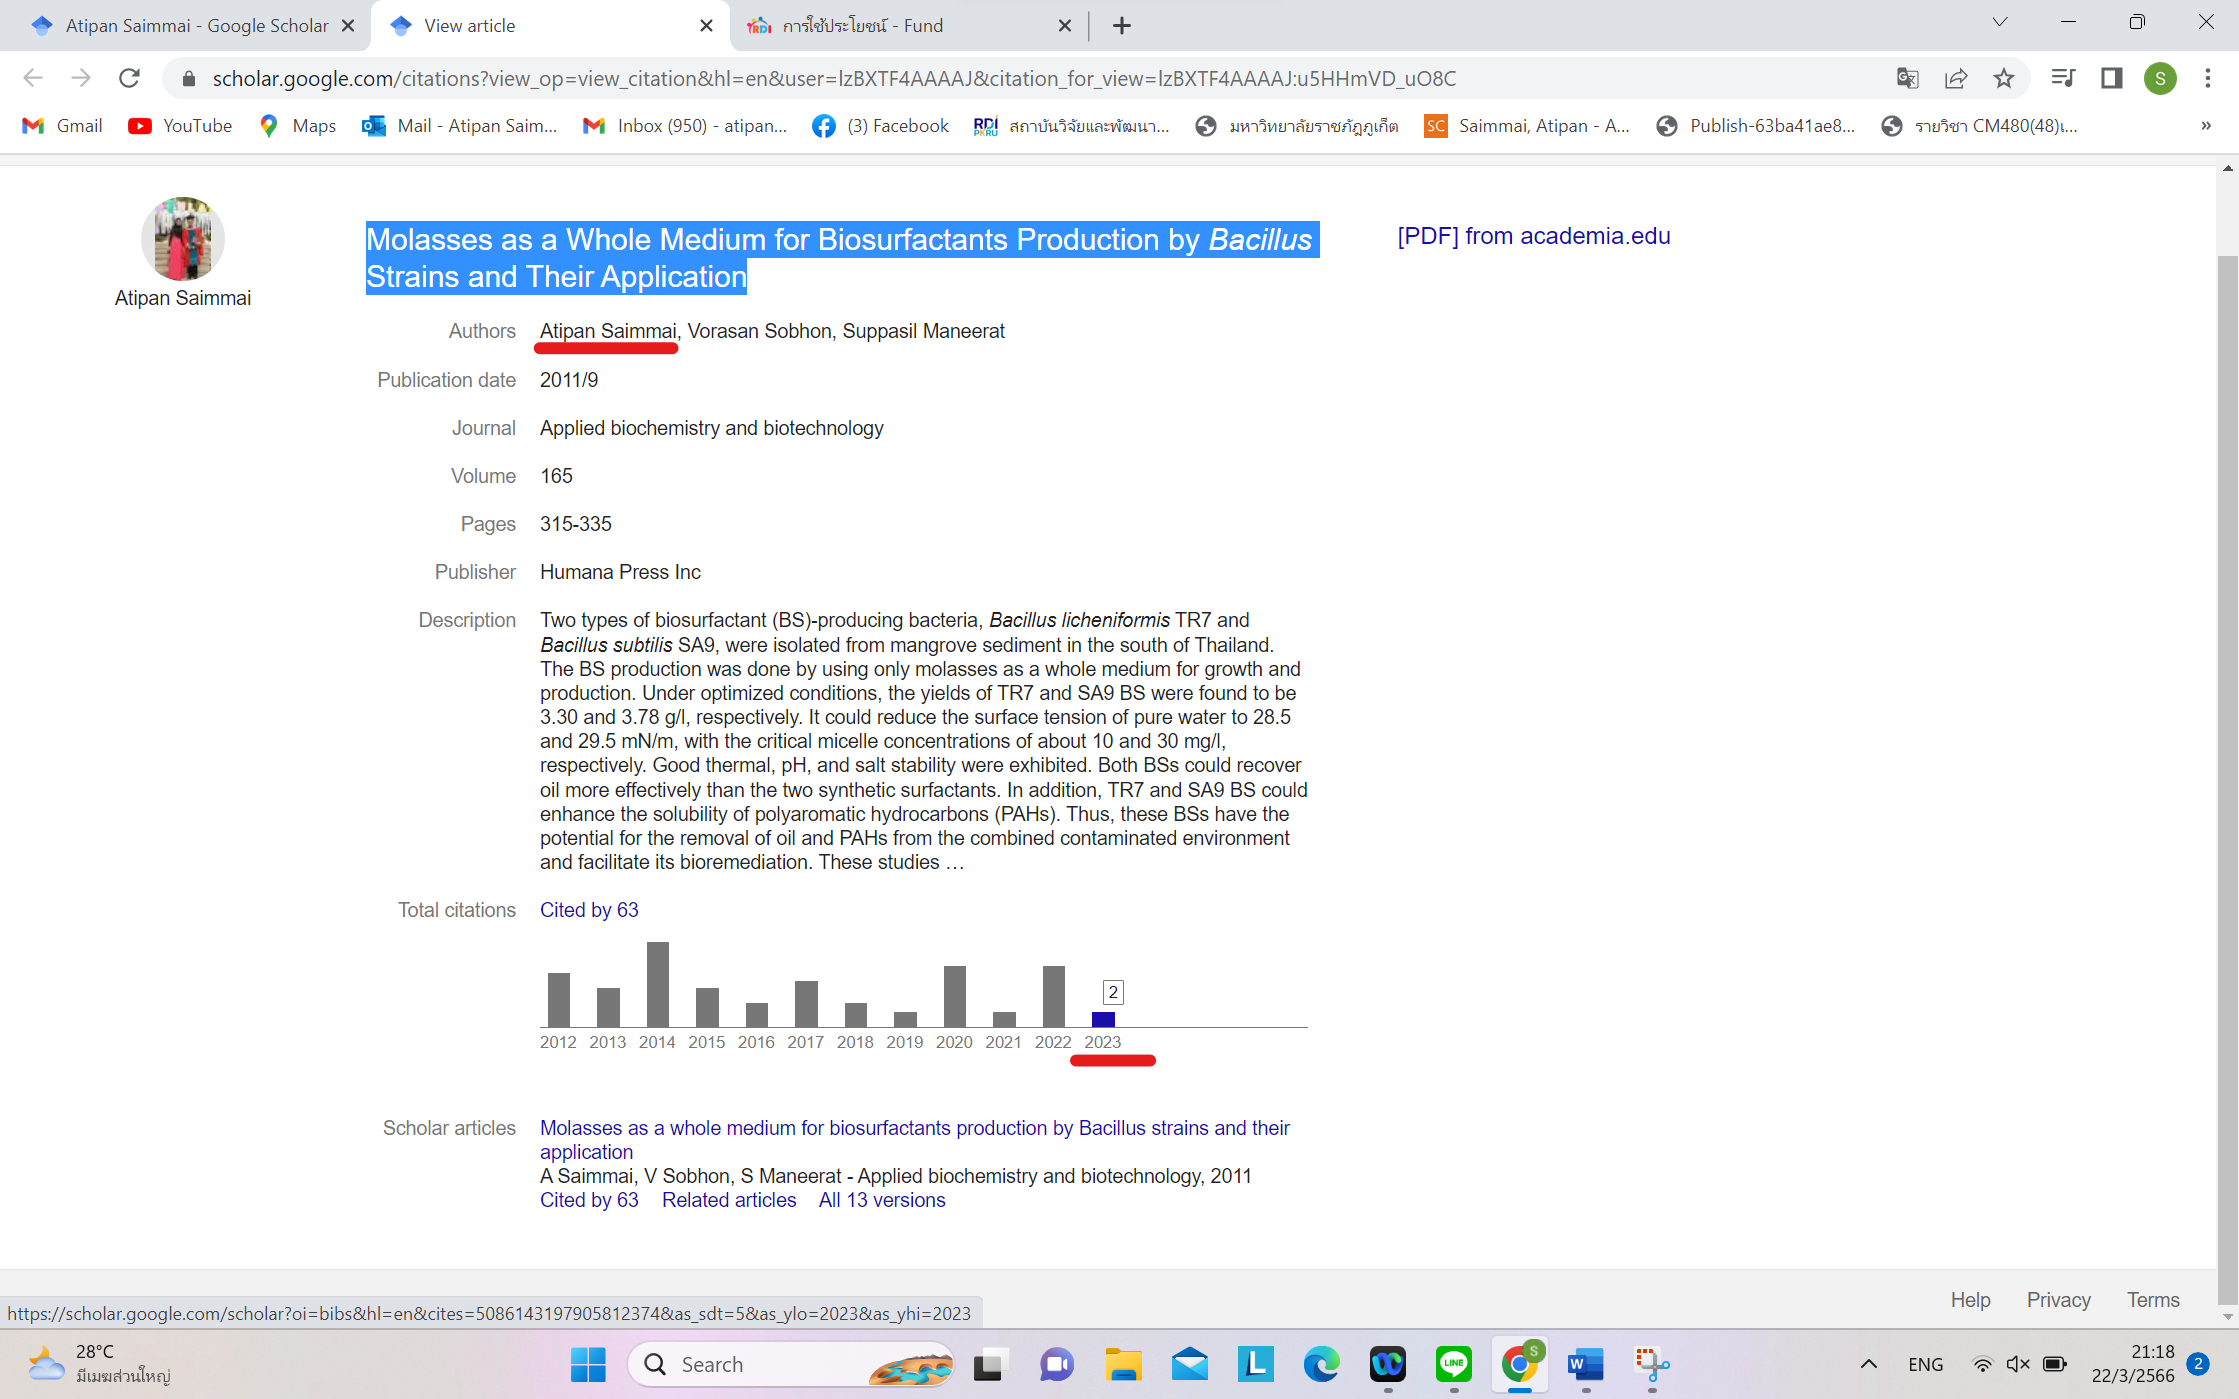 Atipan Saimmai - Google Scholar
View article
การใช้ประโยชน์ - Fund
scholar.google.com/citations?view_op=view_citation&hl=en&user=lzBXTF4AAAAJ&citation_for_view=lzBXTF4AAAAJ:u5HHmVD_uO8C
S
Gmail
YouTube
Maps
Mail - Atipan Saim...
Inbox (950) - atipan...
(3) Facebook
RDI PKRU สถาบันวิจัยและพัฒนา...
มหาวิทยาลัยราชภัฏภูเก็ต
SC Saimmai, Atipan - A...
Publish-63ba41ae8...
รายวิชา CM480(48)เ...
»
Molasses as a Whole Medium for Biosurfactants Production by Bacillus
Strains and Their Application
[PDF] from academia.edu
Atipan Saimmai
Authors Atipan Saimmai, Vorasan Sobhon, Suppasil Maneerat
Publication date 2011/9
Journal Applied biochemistry and biotechnology
Volume 165
Pages 315-335
Publisher Humana Press Inc
Description Two types of biosurfactant (BS)-producing bacteria, Bacillus licheniformis TR7 and
Bacillus subtilis SA9, were isolated from mangrove sediment in the south of Thailand.
The BS production was done by using only molasses as a whole medium for growth and
production. Under optimized conditions, the yields of TR7 and SA9 BS were found to be
3.30 and 3.78 g/l, respectively. It could reduce the surface tension of pure water to 28.5
and 29.5 mN/m, with the critical micelle concentrations of about 10 and 30 mg/l,
respectively. Good thermal, pH, and salt stability were exhibited. Both BSs could recover
oil more effectively than the two synthetic surfactants. In addition, TR7 and SA9 BS could
enhance the solubility of polyaromatic hydrocarbons (PAHs). Thus, these BSs have the
potential for the removal of oil and PAHs from the combined contaminated environment
and facilitate its bioremediation. These studies …
Total citations Cited by 63
2
2012 2013 2014 2015 2016 2017 2018 2019 2020 2021 2022 2023
Scholar articles Molasses as a whole medium for biosurfactants production by Bacillus strains and their
application
A Saimmai, V Sobhon, S Maneerat - Applied biochemistry and biotechnology, 2011
Cited by 63 Related articles All 13 versions
Help Privacy Terms
https://scholar.google.com/scholar?oi=bibs&hl=en&cites=5086143197905812374&as_sdt=5&as_ylo=2023&as_yhi=2023
28°C
มีเมฆส่วนใหญ่
Search
L
LINE
S
W
ENG
21:18
22/3/2566
2